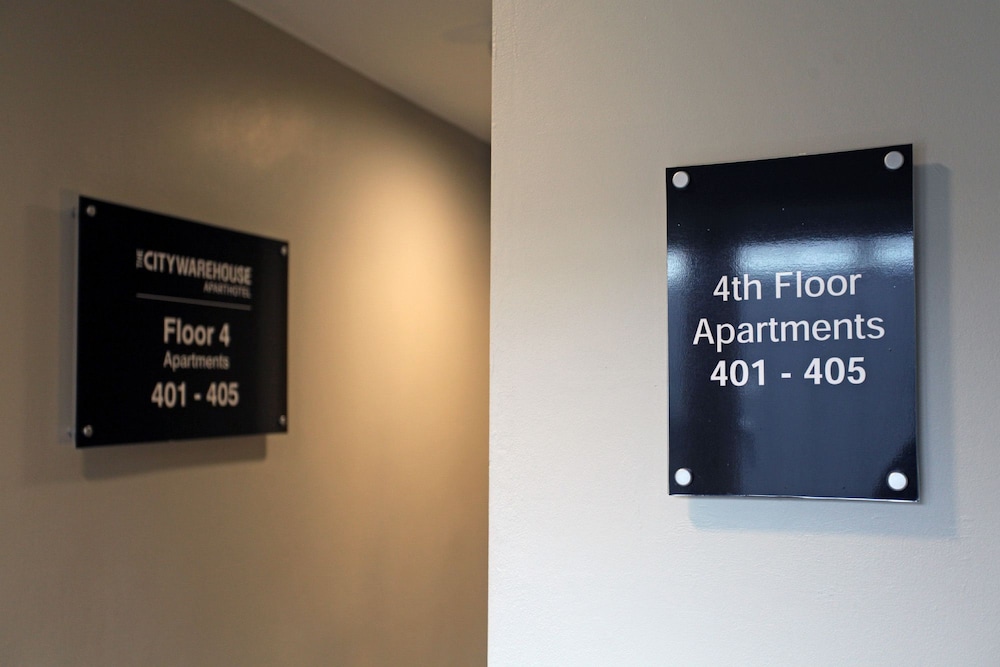 THE CITYWAREHOUSE
APARTHOTEL
Floor 4
Apartments
401 - 405
4th Floor
Apartments
401 - 405